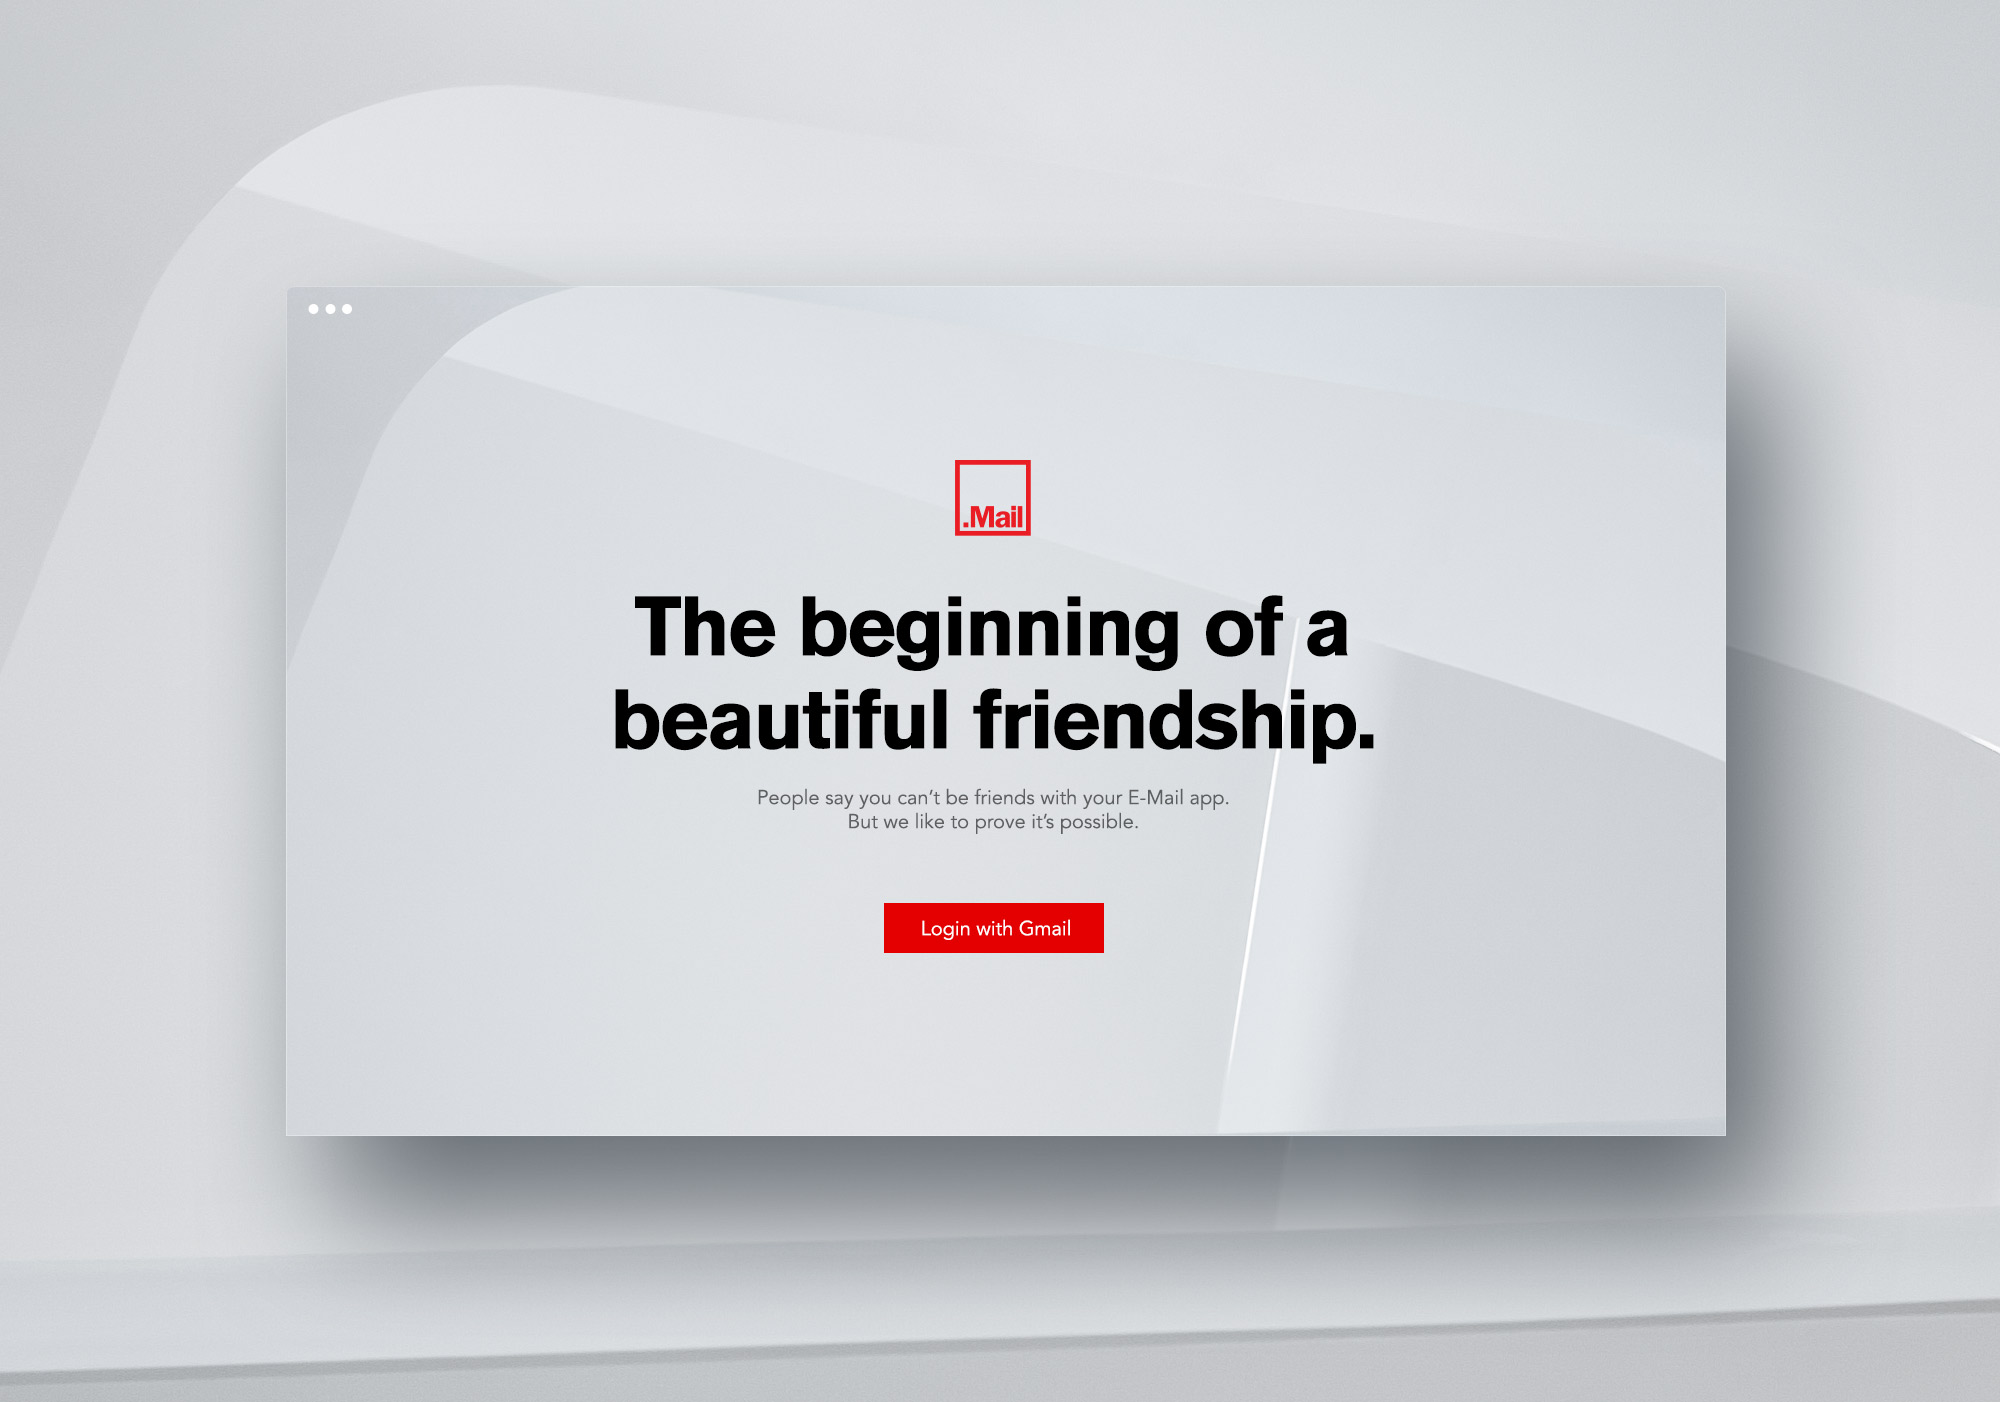 .Mail
The beginning of a
beautiful friendship.
People say you can’t be friends with your E-Mail app.
But we like to prove it’s possible.
Login with Gmail